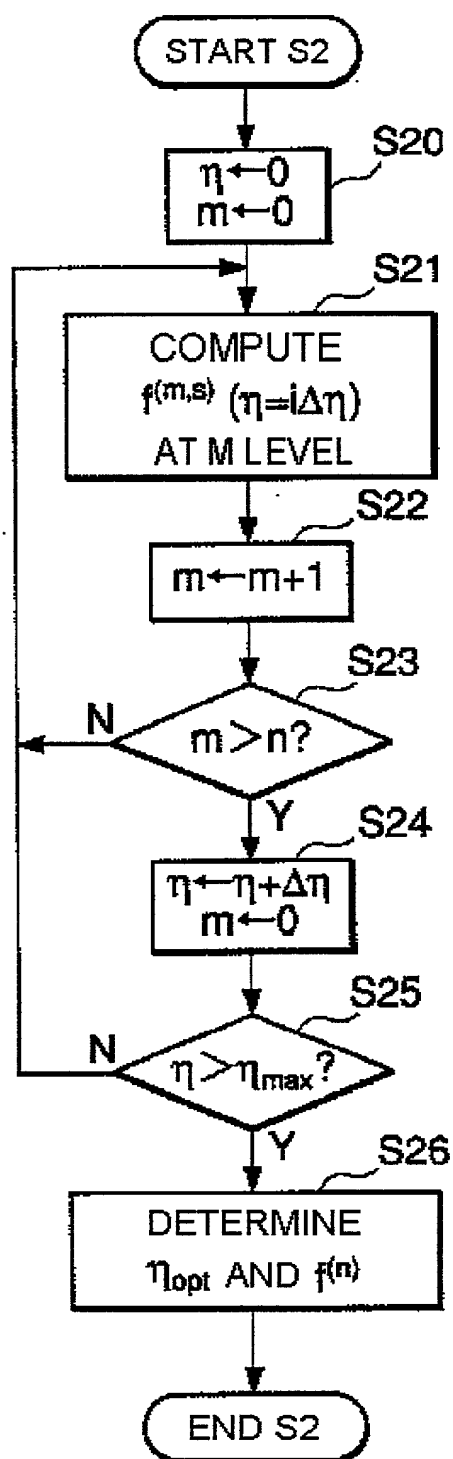 START S2
S20
η←0
m←0
S21
COMPUTE
f(m,s) (η=iΔη)
AT M LEVEL
S22
m←m+1
S23
N
m>n?
Y
S24
η←η+Δη
m←0
S25
N
η>ηmax?
Y
S26
DETERMINE
ηopt AND f(n)
END S2